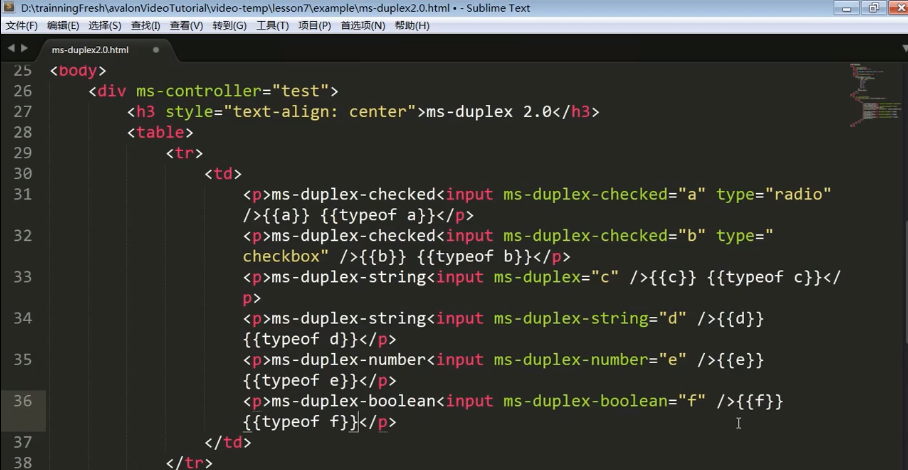 D:\trainningFresh\avalonVideoTutorial\video-temp\lesson7\example\ms-duplex2.0.html • - Sublime Text
文件(F) 编辑(E) 选择(S) 查找(I) 查看(V) 转到(G) 工具(T) 项目(P) 首选项(N) 帮助(H)
ms-duplex2.0.html
25 <body>
26 <div ms-controller="test">
27 <h3 style="text-align: center">ms-duplex 2.0</h3>
28 <table>
29 <tr>
30 <td>
31 <p>ms-duplex-checked<input ms-duplex-checked="a" type="radio"
/>{{a}} {{typeof a}}</p>
32 <p>ms-duplex-checked<input ms-duplex-checked="b" type="
checkbox" />{{b}} {{typeof b}}</p>
33 <p>ms-duplex-string<input ms-duplex="c" />{{c}} {{typeof c}}</
p>
34 <p>ms-duplex-string<input ms-duplex-string="d" />{{d}}
{{typeof d}}</p>
35 <p>ms-duplex-number<input ms-duplex-number="e" />{{e}}
{{typeof e}}</p>
36 <p>ms-duplex-boolean<input ms-duplex-boolean="f" />{{f}}
{{typeof f}}</p>
37 </td>
38 </tr>